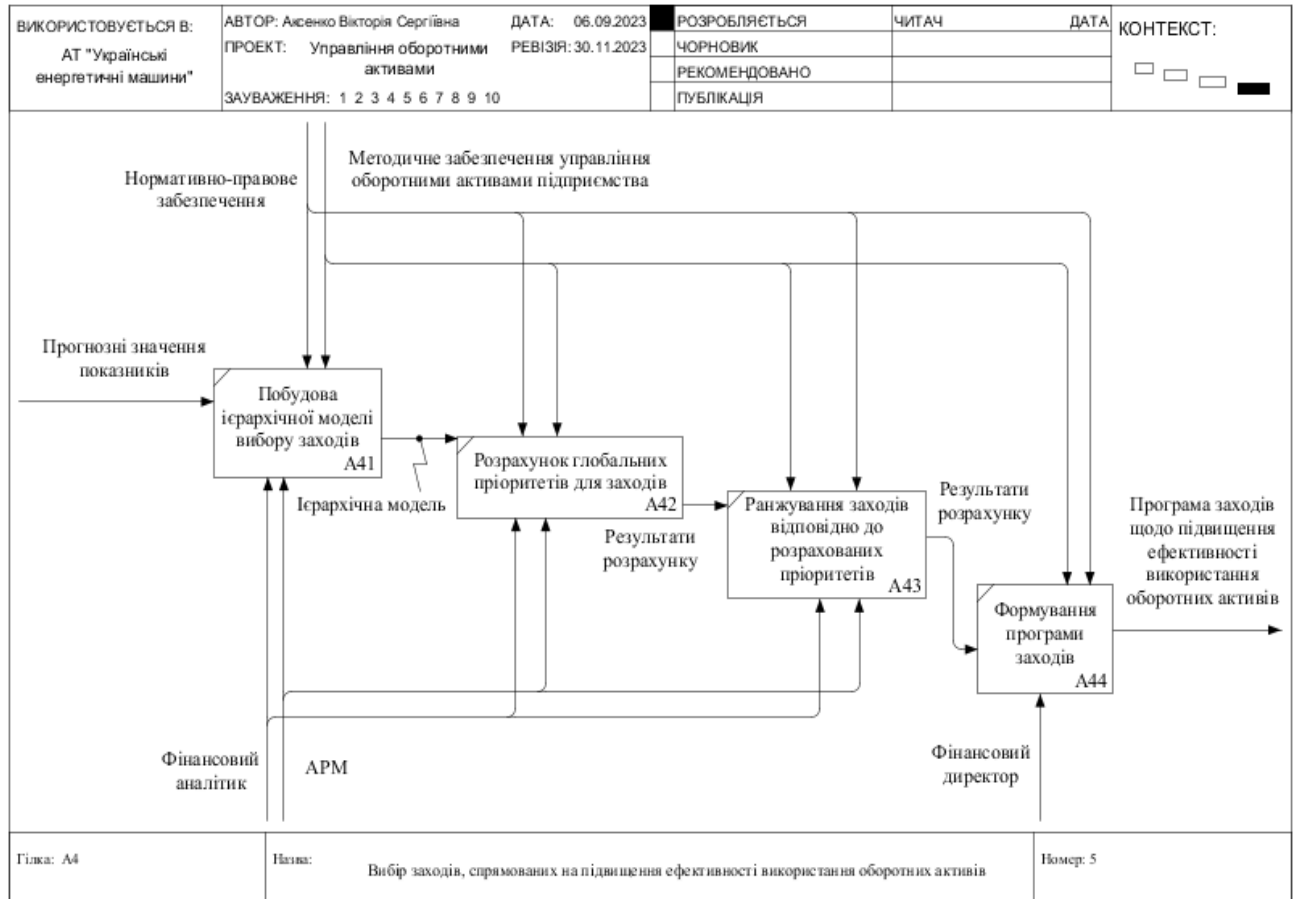 ВИКОРИСТОВУЄТЬСЯ В:
АТ "Українські
енергетичні машини"
АВТОР: Аксенко Вікторія Сергіївна
ДАТА: 06.09.2023
ПРОЕКТ: Управління оборотними
активами
РЕВІЗІЯ: 30.11.2023
ЗАУВАЖЕННЯ: 1 2 3 4 5 6 7 8 9 10
РОЗРОБЛЯЄТЬСЯ
ЧОРНОВИК
РЕКОМЕНДОВАНО
ПУБЛІКАЦІЯ
ЧИТАЧ
ДАТА
КОНТЕКСТ:
Нормативно-правове
забезпечення
Методичне забезпечення управління
оборотними активами підприємства
Прогнозні значення
показників
Побудова
ієрархічної моделі
вибору заходів
А41
Ієрархічна модель
Розрахунок глобальних
пріоритетів для заходів
А42
Результати
розрахунку
Ранжування заходів
відповідно до
розрахованих
пріоритетів
А43
Результати
розрахунку
Формування
програми
заходів
А44
Програма заходів
щодо підвищення
ефективності
використання
оборотних активів
Фінансовий
аналітик
АРМ
Фінансовий
директор
Гілка: А4
Назва:
Вибір заходів, спрямованих на підвищення ефективності використання оборотних активів
Номер: 5